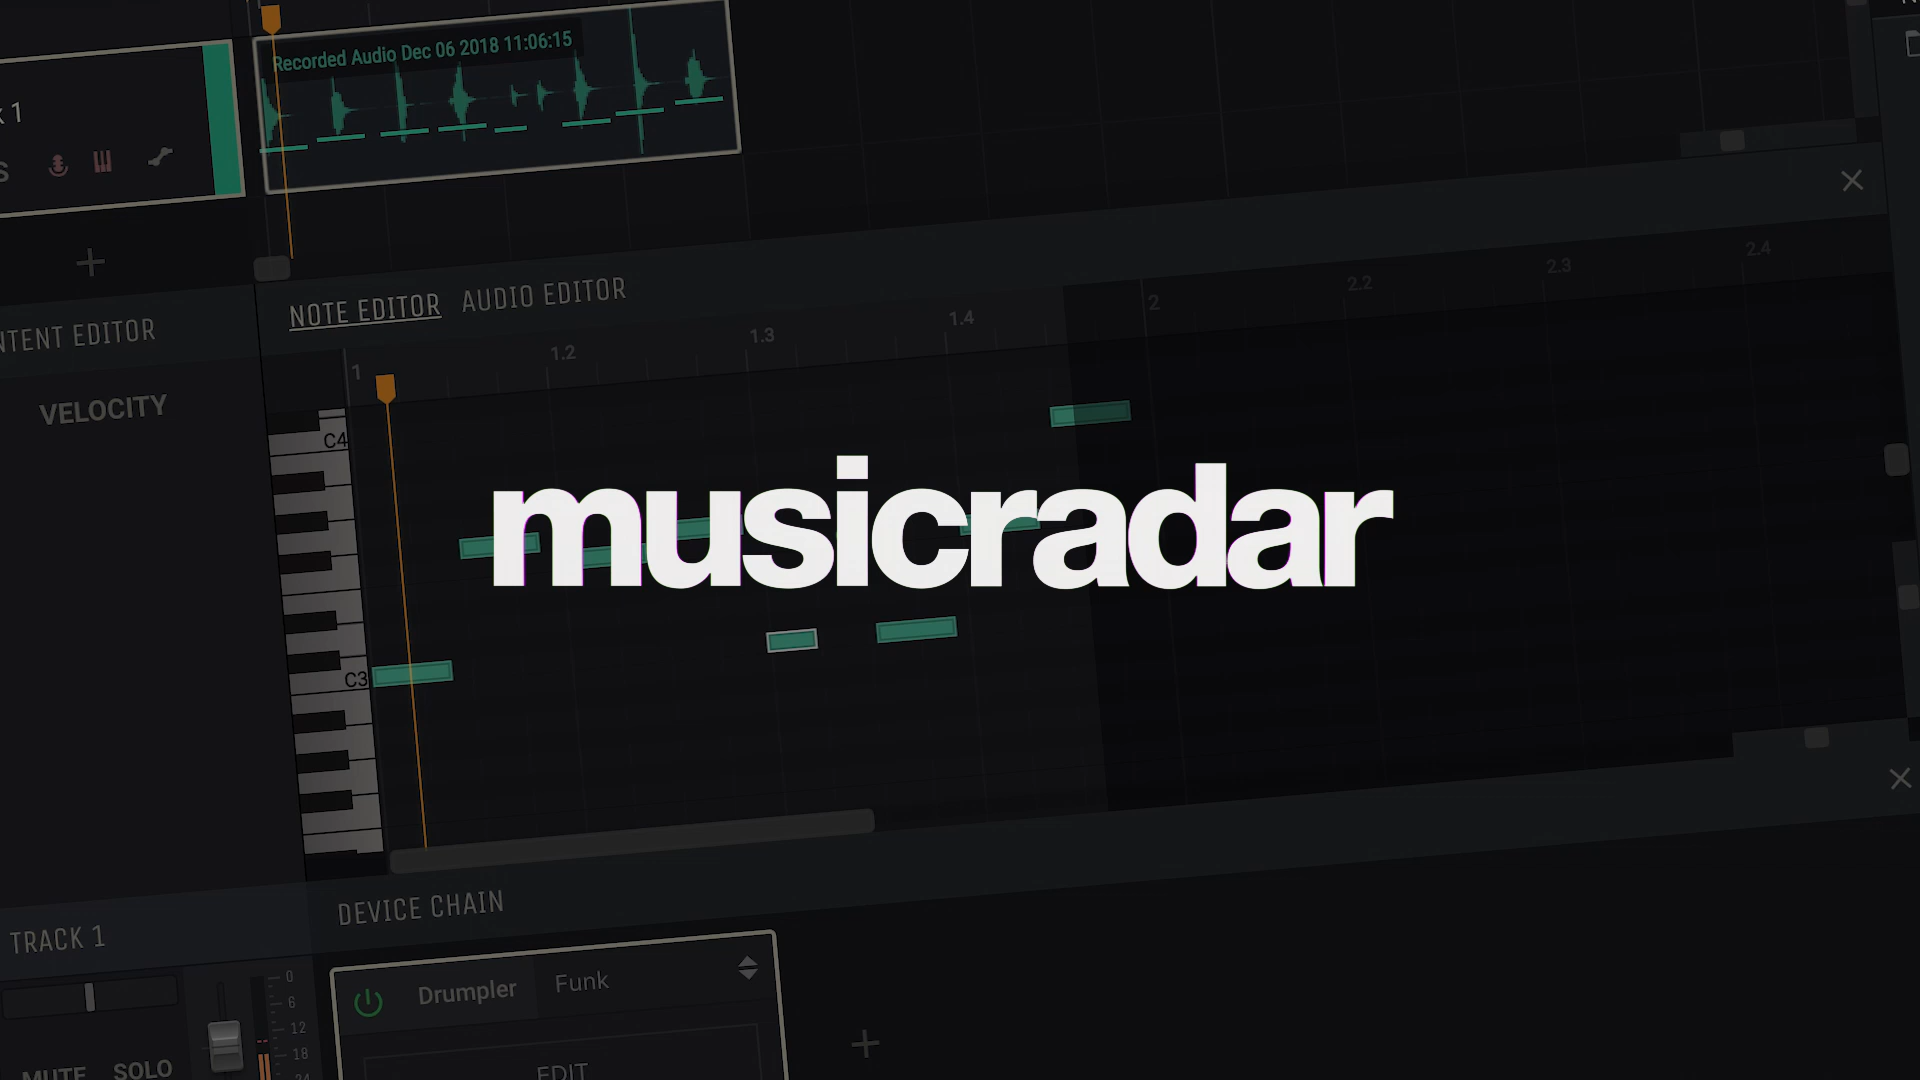 Recorded Audio Dec 06 2018 11:06:15
1
NOTE EDITOR AUDIO EDITOR
1 1.2 1.3 1.4 2 2.2 2.3 2.4
VELOCITY
C4
musicradar
C3
TRACK 1
DEVICE CHAIN
Drumpler Funk
0
6
12
18
MUTE SOLO
EDIT